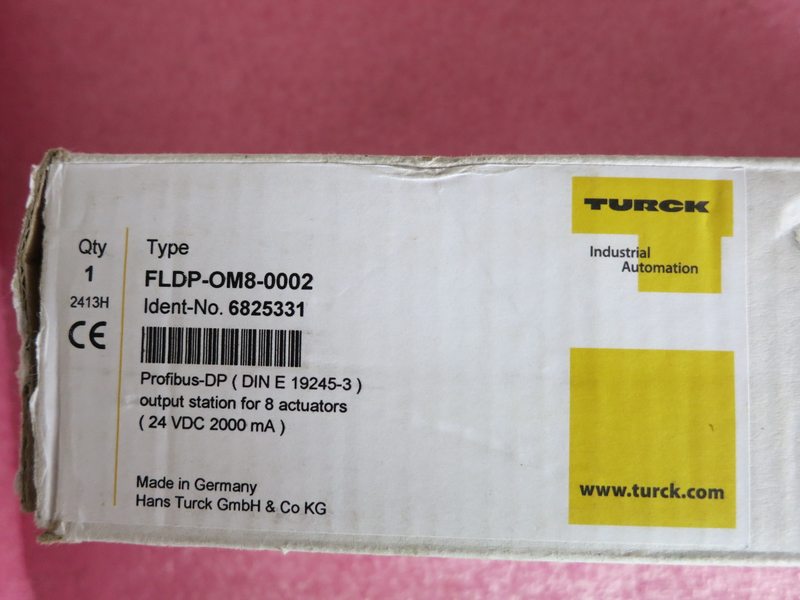 Qty
1
2413H
CE
Type
FLDP-OM8-0002
Ident-No. 6825331
Profibus-DP ( DIN E 19245-3 )
output station for 8 actuators
( 24 VDC 2000 mA )
Made in Germany
Hans Turck GmbH & Co KG
TURCK
Industrial
Automation
www.turck.com